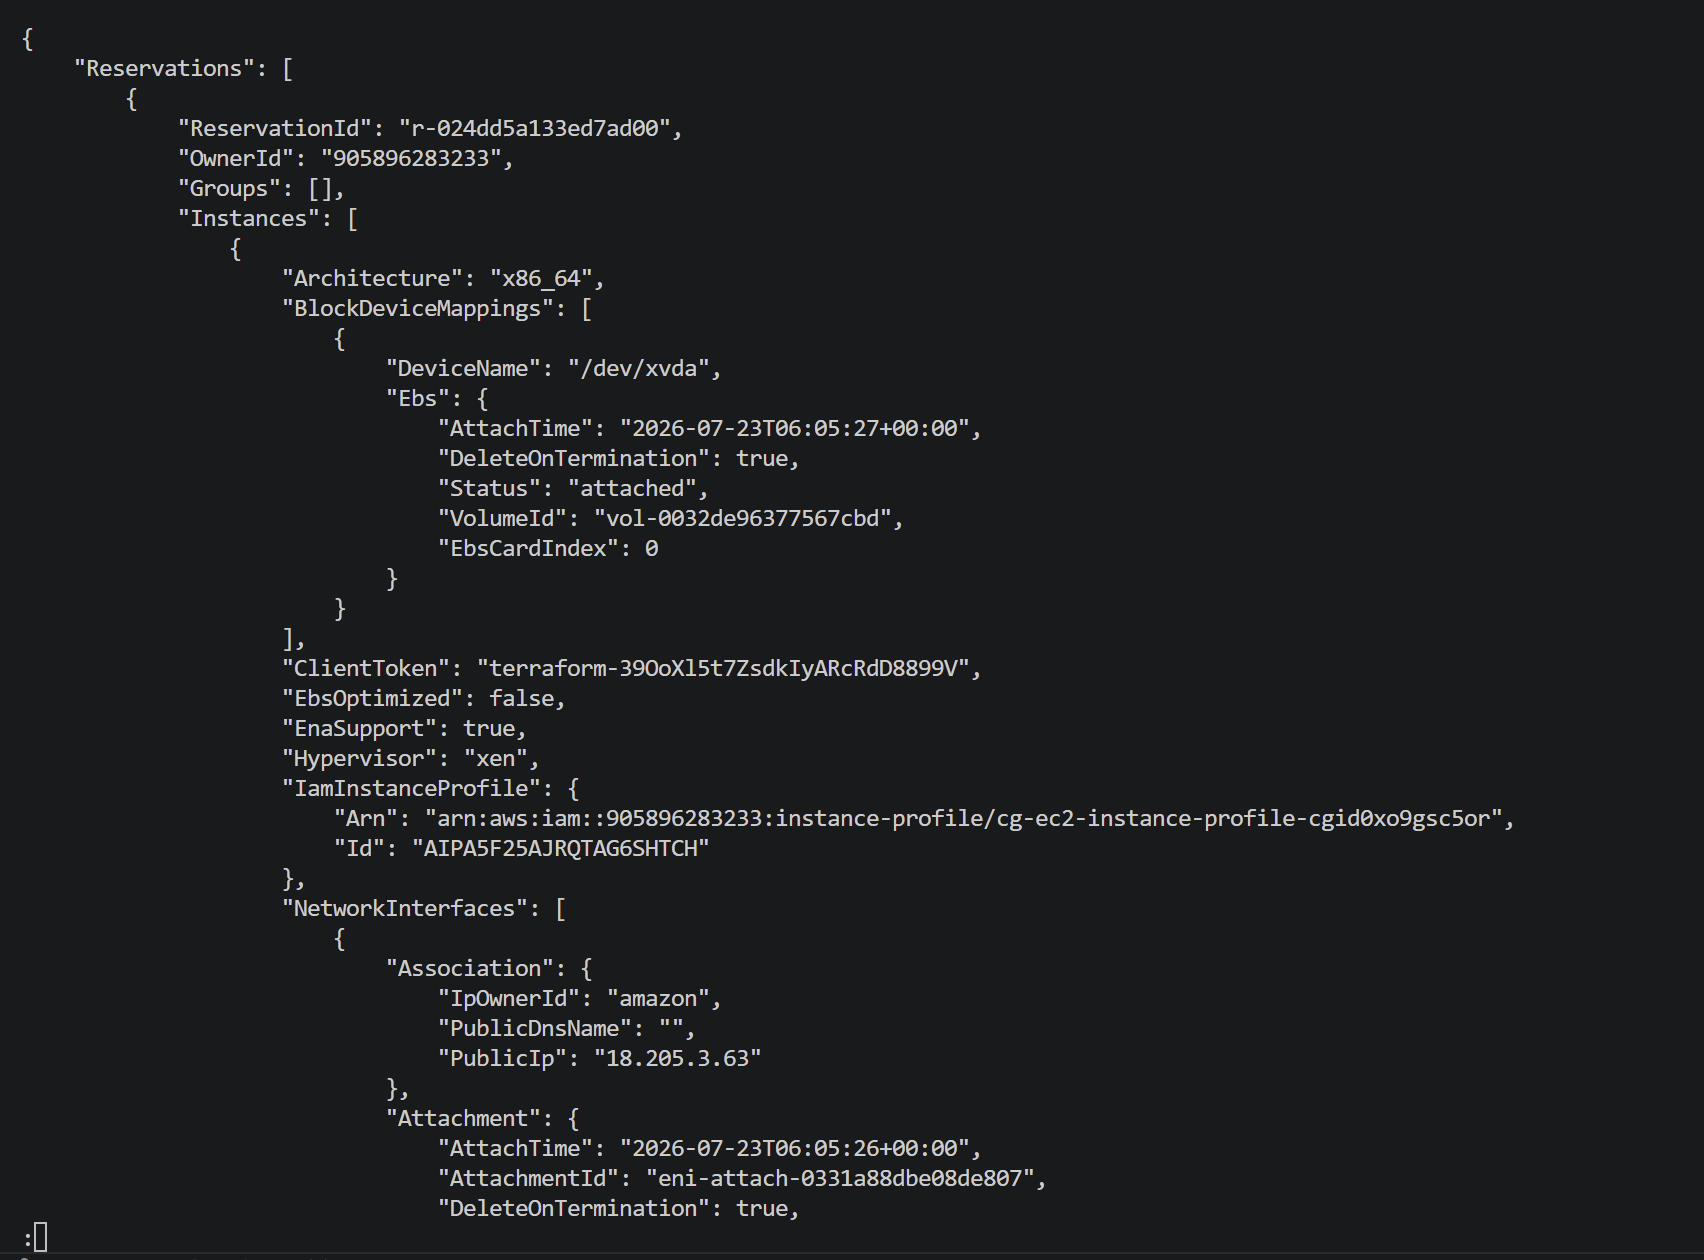 {
    "Reservations": [
        {
            "ReservationId": "r-024dd5a133ed7ad00",
            "OwnerId": "905896283233",
            "Groups": [],
            "Instances": [
                {
                    "Architecture": "x86_64",
                    "BlockDeviceMappings": [
                        {
                            "DeviceName": "/dev/xvda",
                            "Ebs": {
                                "AttachTime": "2026-07-23T06:05:27+00:00",
                                "DeleteOnTermination": true,
                                "Status": "attached",
                                "VolumeId": "vol-0032de96377567cbd",
                                "EbsCardIndex": 0
                            }
                        }
                    ],
                    "ClientToken": "terraform-39OoXl5t7ZsdkIyARcRdD8899V",
                    "EbsOptimized": false,
                    "EnaSupport": true,
                    "Hypervisor": "xen",
                    "IamInstanceProfile": {
                        "Arn": "arn:aws:iam::905896283233:instance-profile/cg-ec2-instance-profile-cgid0xo9gsc5or",
                        "Id": "AIPA5F25AJRQTAG6SHTCH"
                    },
                    "NetworkInterfaces": [
                        {
                            "Association": {
                                "IpOwnerId": "amazon",
                                "PublicDnsName": "",
                                "PublicIp": "18.205.3.63"
                            },
                            "Attachment": {
                                "AttachTime": "2026-07-23T06:05:26+00:00",
                                "AttachmentId": "eni-attach-0331a88dbe08de807",
                                "DeleteOnTermination": true,
: